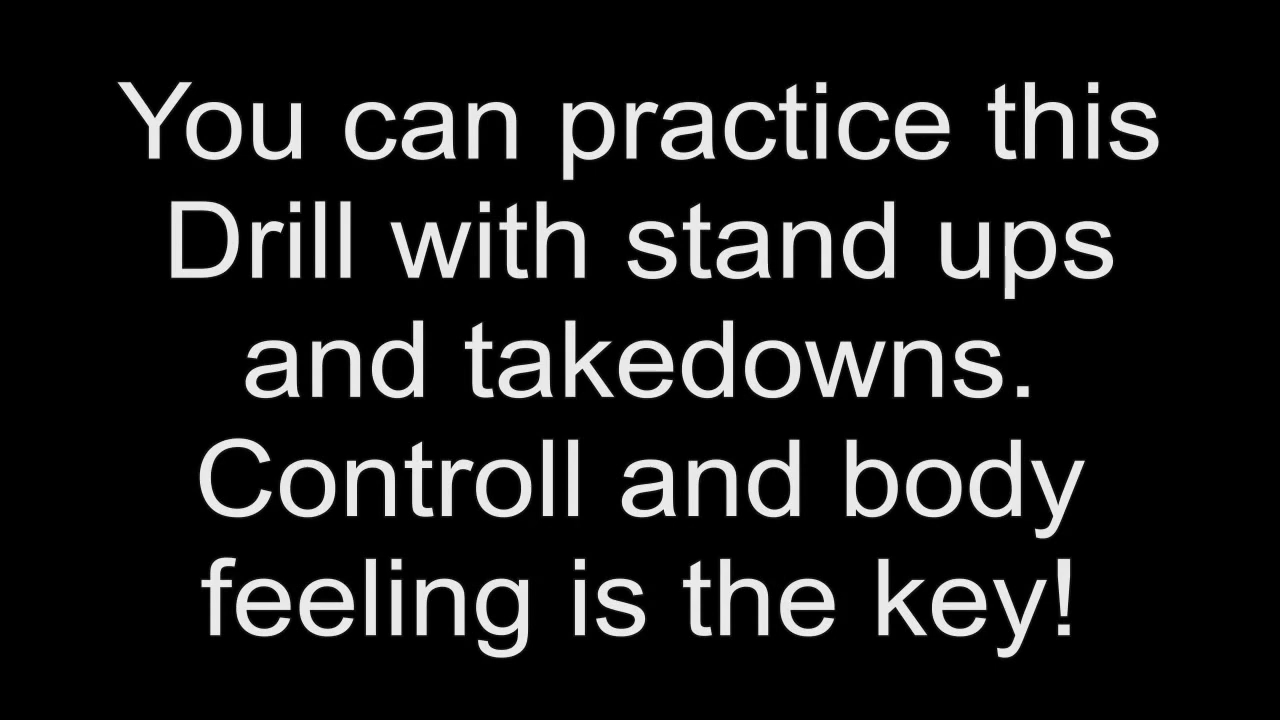 You can practice this
Drill with stand ups
and takedowns.
Controll and body
feeling is the key!